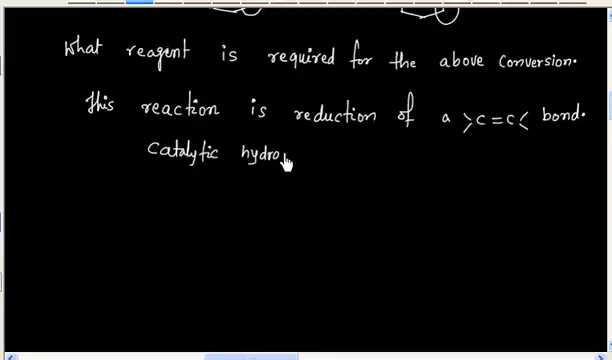 What reagent is required for the above conversion.
This reaction is reduction of a >C=C< bond.
Catalytic hydro